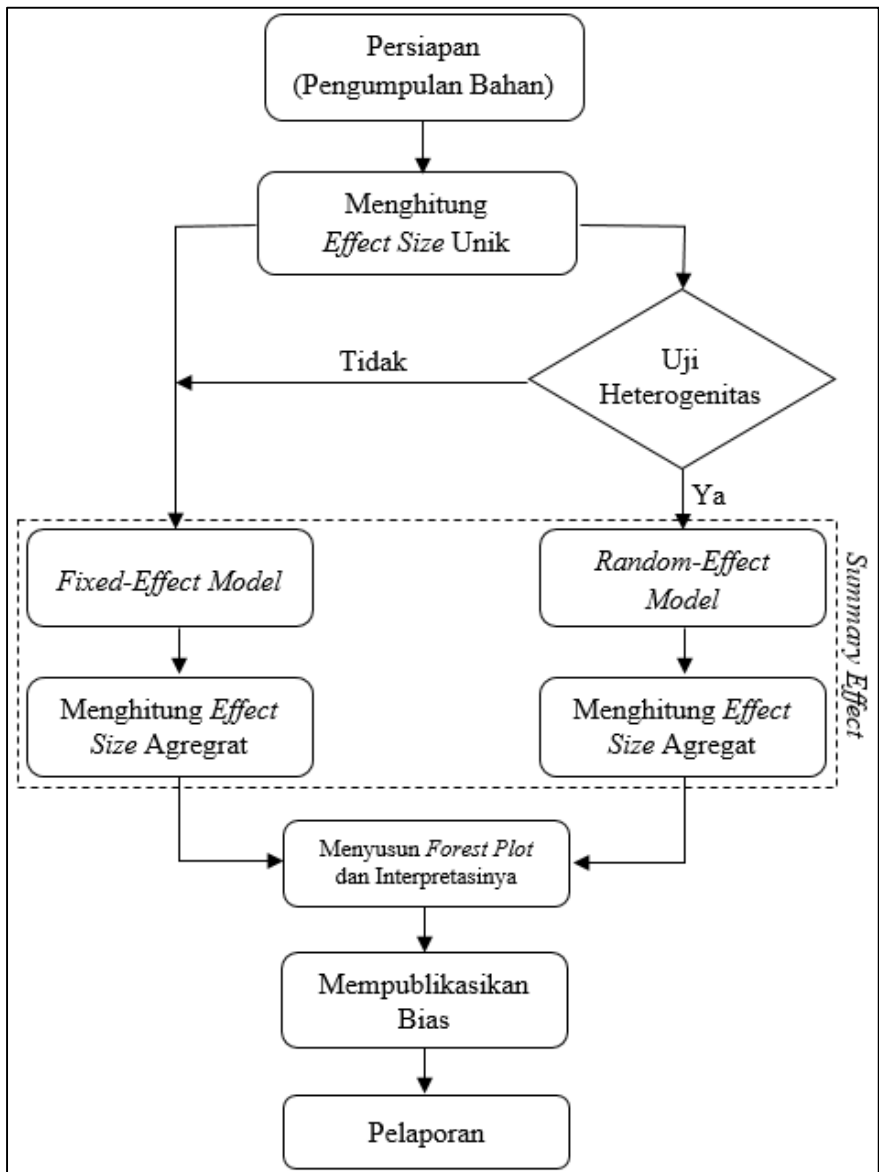 Persiapan
(Pengumpulan Bahan)
Menghitung
Effect Size Unik
Tidak
Uji
Heterogenitas
Ya
Fixed-Effect Model
Random-Effect
Model
Summary Effect
Menghitung Effect
Size Agregrat
Menghitung Effect
Size Agregat
Menyusun Forest Plot
dan Interpretasinya
Mempublikasikan
Bias
Pelaporan